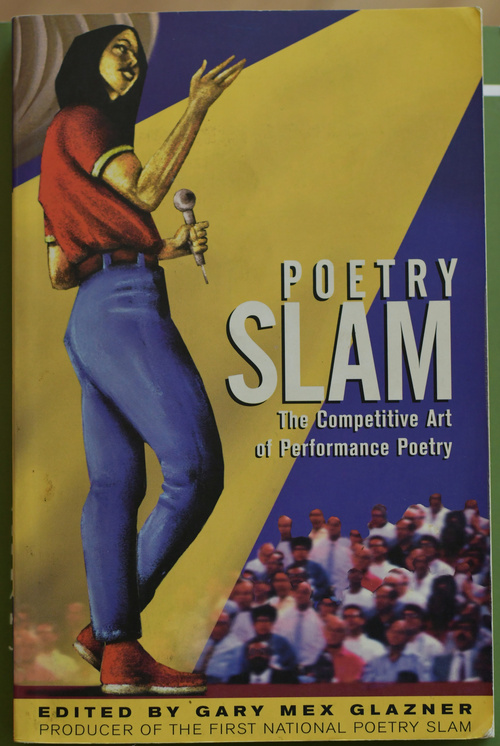 POETRY
SLAM
The Competitive Art
of Performance Poetry
EDITED BY GARY MEX GLAZNER
PRODUCER OF THE FIRST NATIONAL POETRY SLAM